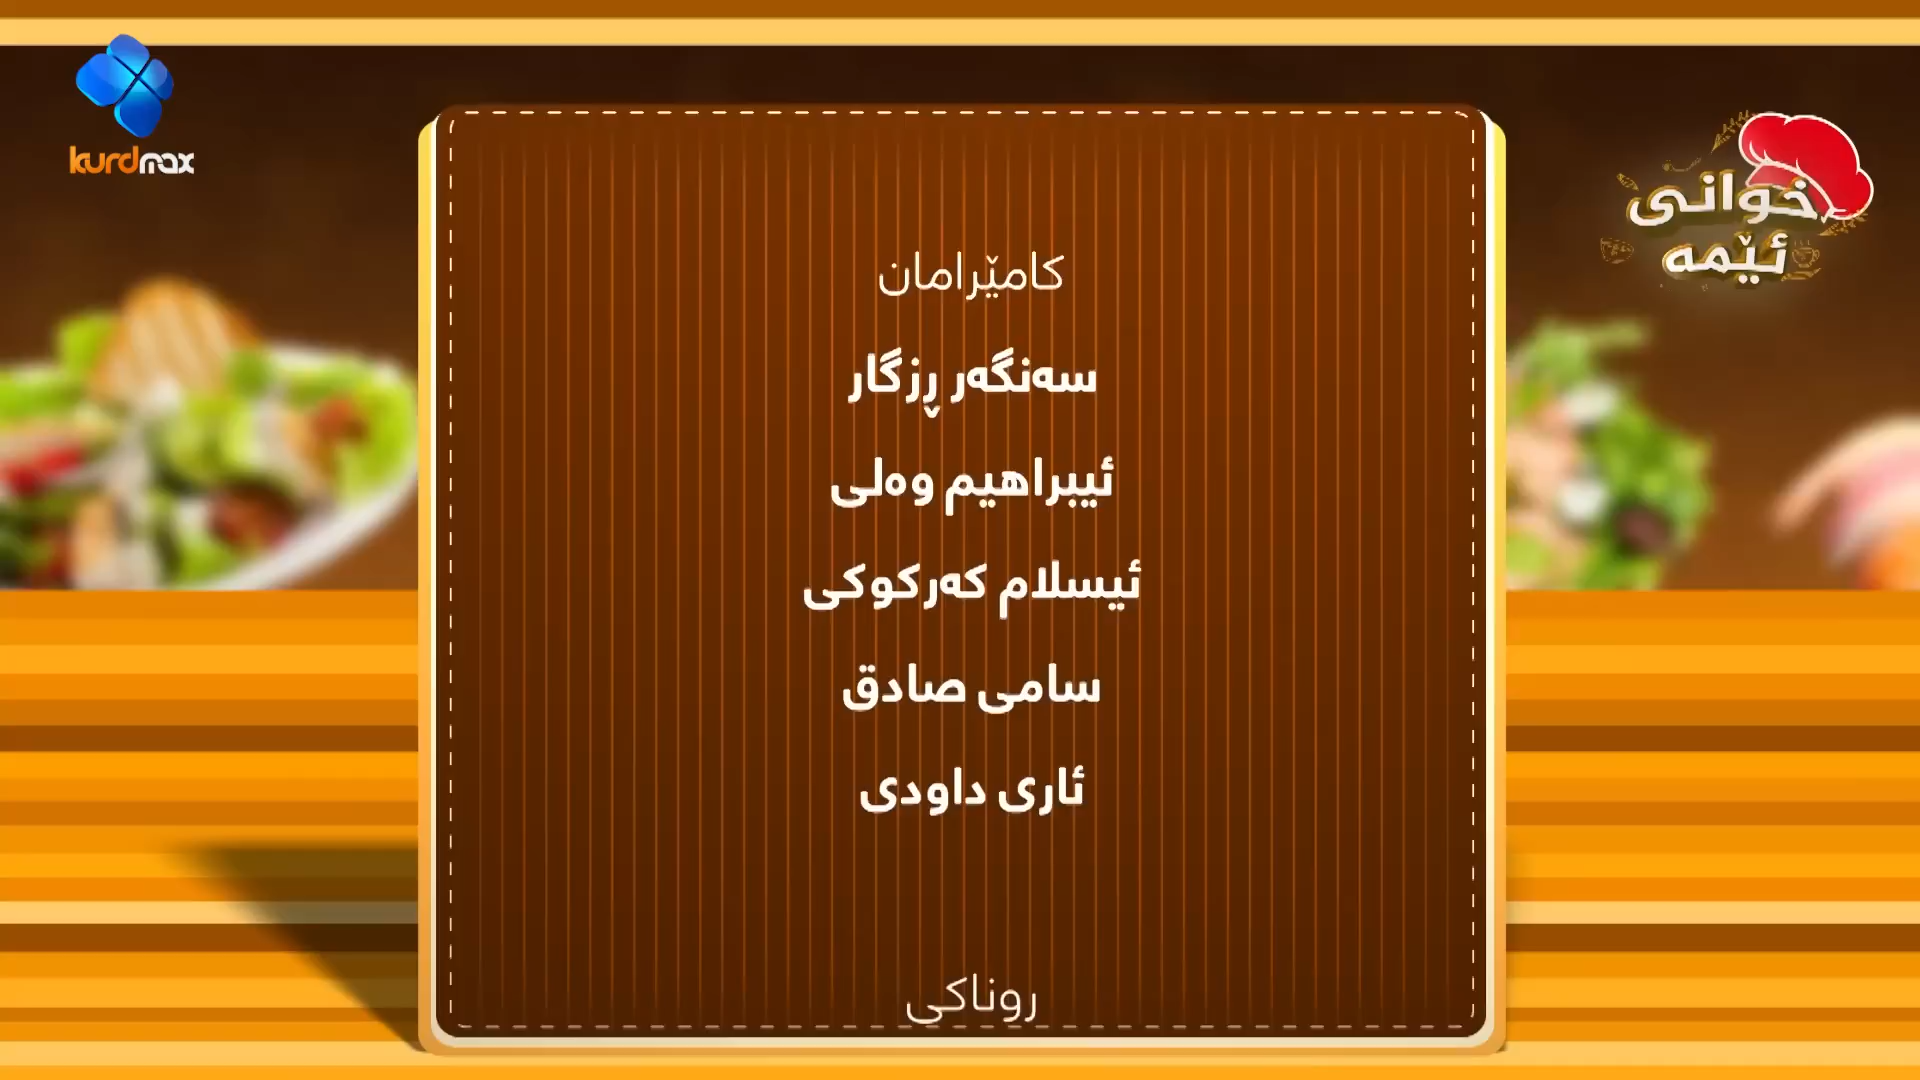 kurdmax
خوانی
ئێمە
کامێرامان
سەنگەر ڕزگار
ئیبراهیم وەلی
ئیسلام کەرکوکی
سامی صادق
ئاری داودی
روناکی